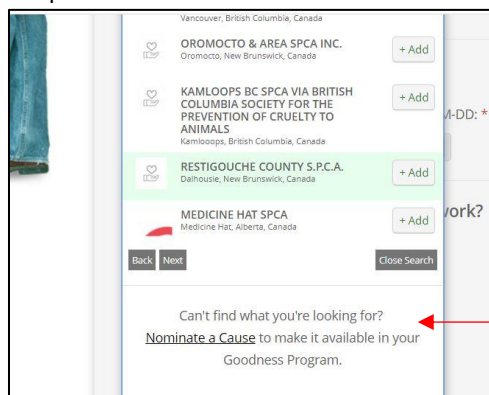 Vancouver, British Columbia, Canada
OROMOCTO & AREA SPCA INC.
+ Add
Oromocto, New Brunswick, Canada
KAMLOOPS BC SPCA VIA BRITISH
+ Add
COLUMBIA SOCIETY FOR THE
PREVENTION OF CRUELTY TO
ANIMALS
Kamlooops, British Columbia, Canada
M-DD: *
RESTIGOUCHE COUNTY S.P.C.A.
+ Add
Dalhousie, New Brunswick, Canada
MEDICINE HAT SPCA
+ Add
Medicine Hat, Alberta, Canada
work?
Back Next Close Search
Can't find what you're looking for?
Nominate a Cause to make it available in your
Goodness Program.